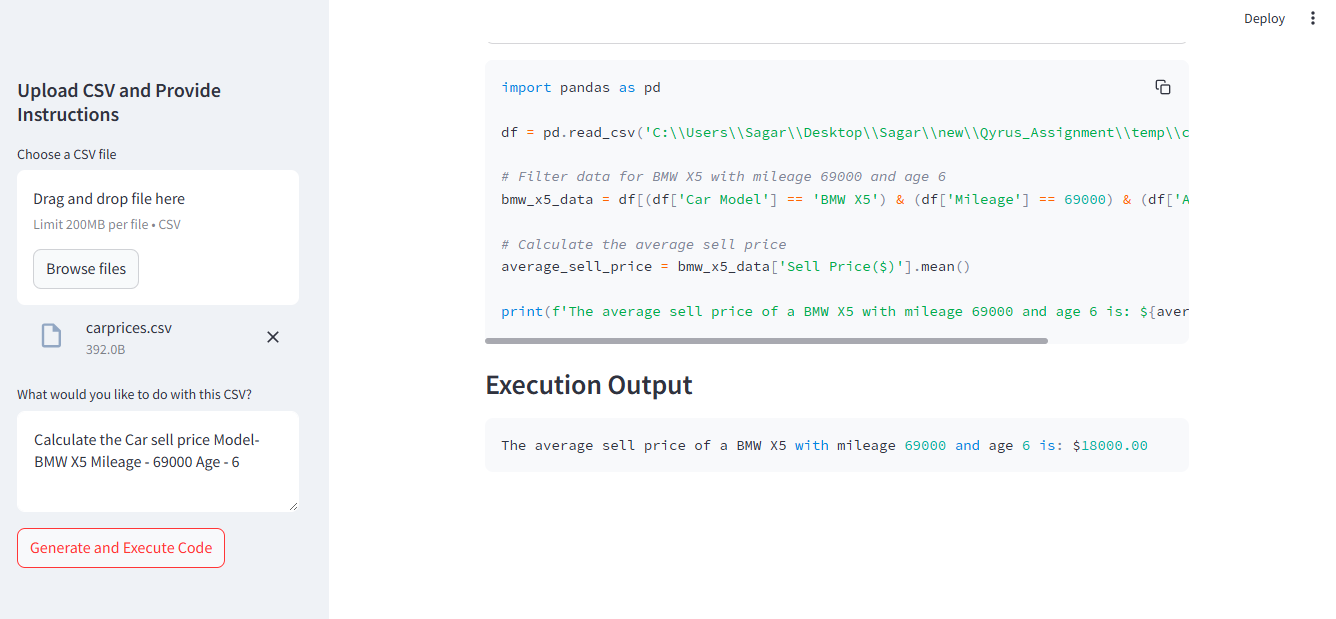 Deploy
Upload CSV and Provide
Instructions
Choose a CSV file
Drag and drop file here
Limit 200MB per file • CSV
Browse files
carprices.csv
392.0B
What would you like to do with this CSV?
Calculate the Car sell price Model-
BMW X5 Mileage - 69000 Age - 6
Generate and Execute Code
import pandas as pd
df = pd.read_csv('C:\\Users\\Sagar\\Desktop\\Sagar\\new\\Qyrus_Assignment\\temp\\c
# Filter data for BMW X5 with mileage 69000 and age 6
bmw_x5_data = df[(df['Car Model'] == 'BMW X5') & (df['Mileage'] == 69000) & (df['A
# Calculate the average sell price
average_sell_price = bmw_x5_data['Sell Price($)'].mean()
print(f'The average sell price of a BMW X5 with mileage 69000 and age 6 is: ${aver
Execution Output
The average sell price of a BMW X5 with mileage 69000 and age 6 is: $18000.00